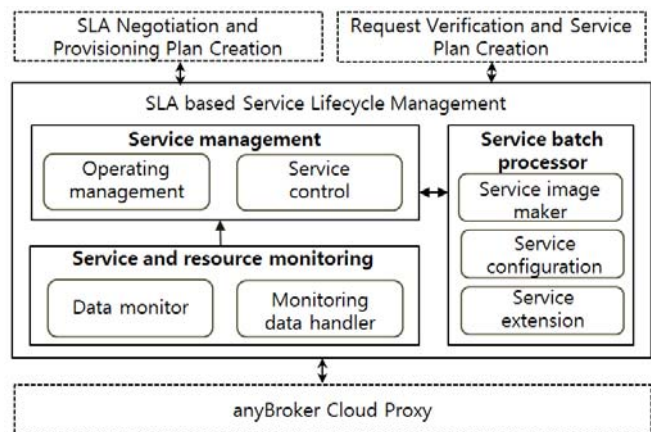 SLA Negotiation and
Provisioning Plan Creation
Request Verification and Service
Plan Creation
SLA based Service Lifecycle Management
Service management
Operating
management
Service
control
Service batch
processor
Service image
maker
Service
configuration
Service
extension
Service and resource monitoring
Data monitor
Monitoring
data handler
anyBroker Cloud Proxy